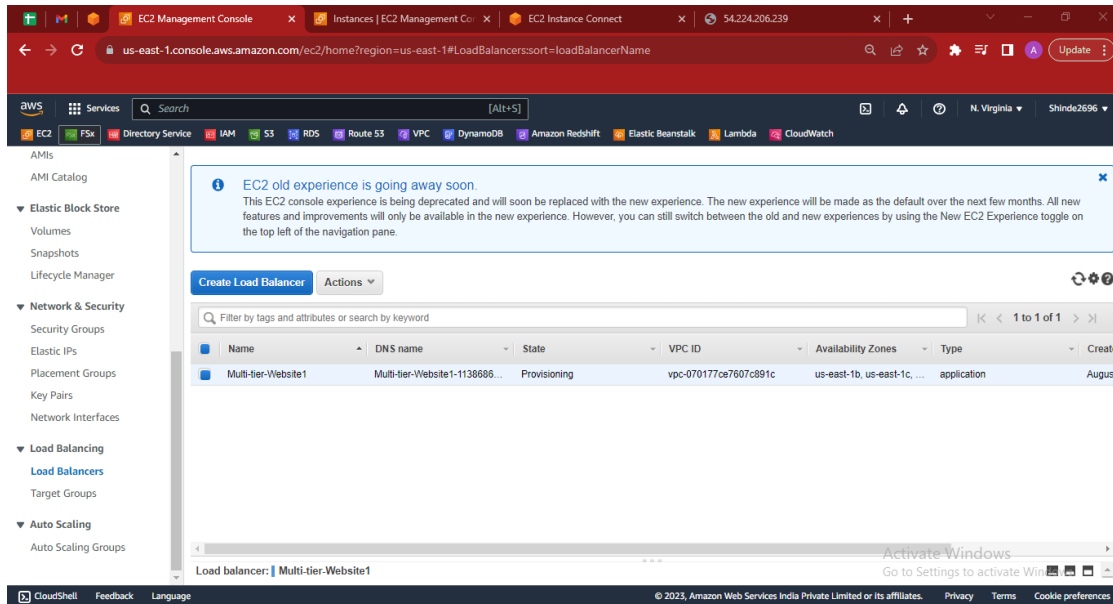 EC2 Management Console
Instances | EC2 Management Con
EC2 Instance Connect
54.224.206.239
us-east-1.console.aws.amazon.com/ec2/home?region=us-east-1#LoadBalancers:sort=loadBalancerName
A
Update
aws
Services
Search
[Alt+S]
N. Virginia
Shinde2696
EC2
FSx
Directory Service
IAM
S3
RDS
Route 53
VPC
DynamoDB
Amazon Redshift
Elastic Beanstalk
Lambda
CloudWatch
AMIs
AMI Catalog
Elastic Block Store
Volumes
Snapshots
Lifecycle Manager
Network & Security
Security Groups
Elastic IPs
Placement Groups
Key Pairs
Network Interfaces
Load Balancing
Load Balancers
Target Groups
Auto Scaling
Auto Scaling Groups
EC2 old experience is going away soon.
This EC2 console experience is being deprecated and will soon be replaced with the new experience. The new experience will be made as the default over the next few months. All new
features and improvements will only be available in the new experience. However, you can still switch between the old and new experiences by using the New EC2 Experience toggle on
the top left of the navigation pane.
Create Load Balancer
Actions
Filter by tags and attributes or search by keyword
1 to 1 of 1
Name
DNS name
State
VPC ID
Availability Zones
Type
Creat
Multi-tier-Website1
Multi-tier-Website1-1138686...
Provisioning
vpc-070177ce7607c891c
us-east-1b, us-east-1c, ...
application
Augus
Load balancer: Multi-tier-Website1
Activate Windows
Go to Settings to activate Windows.
CloudShell
Feedback
Language
© 2023, Amazon Web Services India Private Limited or its affiliates.
Privacy
Terms
Cookie preferences